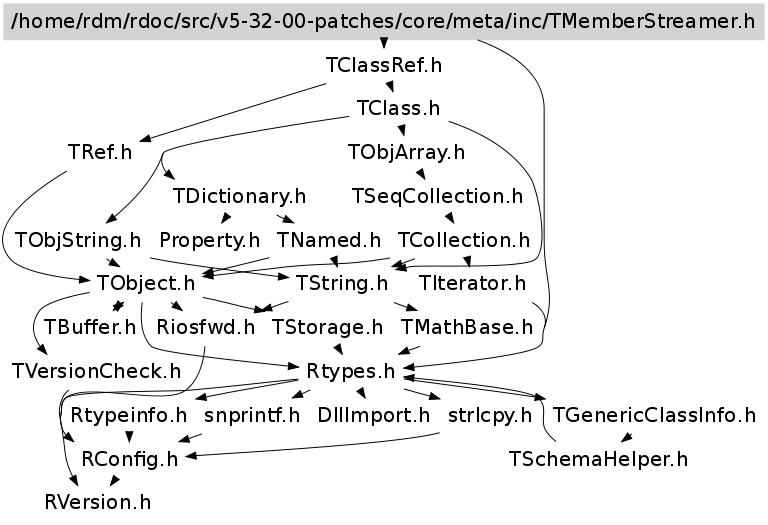 /home/rdm/rdoc/src/v5-32-00-patches/core/meta/inc/TMemberStreamer.h
TClassRef.h
TClass.h
TRef.h
TObjArray.h
TDictionary.h
TSeqCollection.h
TObjString.h
Property.h
TNamed.h
TCollection.h
TObject.h
TString.h
TIterator.h
TBuffer.h
Riosfwd.h
TStorage.h
TMathBase.h
TVersionCheck.h
Rtypes.h
Rtypeinfo.h
snprintf.h
DllImport.h
strlcpy.h
TGenericClassInfo.h
RConfig.h
TSchemaHelper.h
RVersion.h